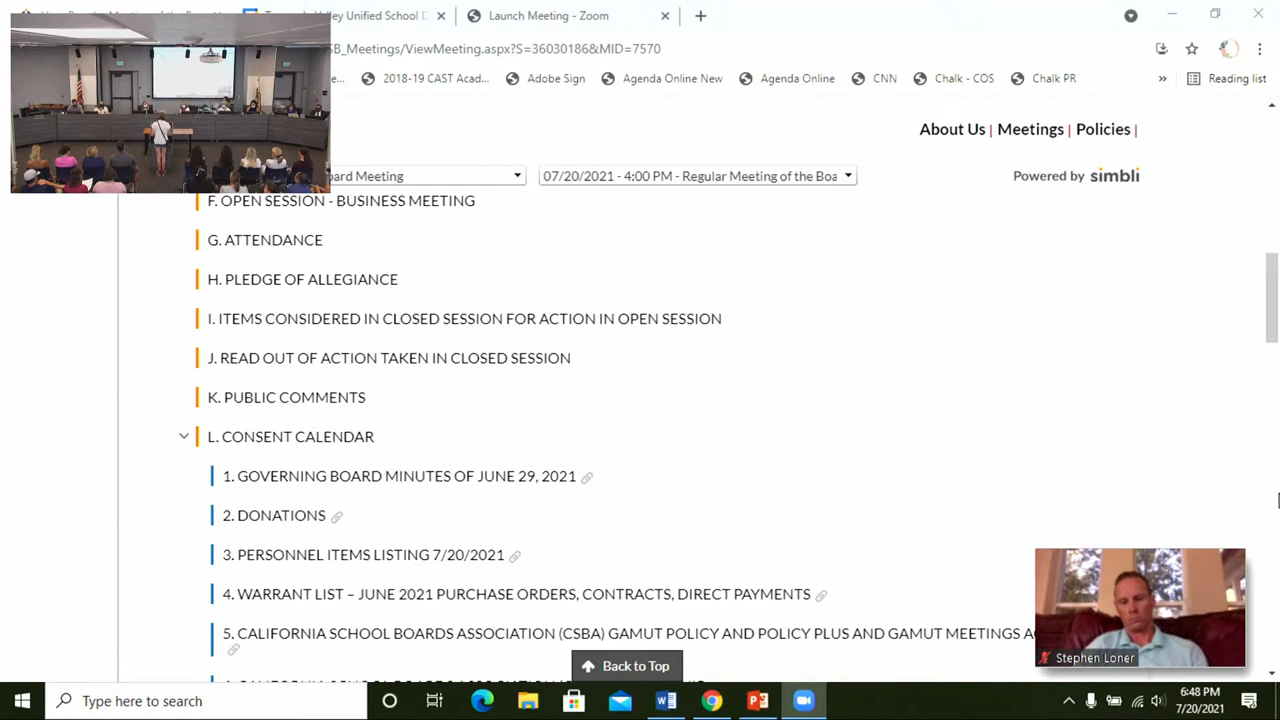 Valley Unified School D
Launch Meeting - Zoom
SB_Meetings/ViewMeeting.aspx?S=36030186&MID=7570
2018-19 CAST Acad...
Adobe Sign
Agenda Online New
Agenda Online
CNN
Chalk - COS
Chalk PR
»
Reading list
About Us | Meetings | Policies |
ard Meeting
07/20/2021 - 4:00 PM - Regular Meeting of the Boa
Powered by simbli
F. OPEN SESSION - BUSINESS MEETING
G. ATTENDANCE
H. PLEDGE OF ALLEGIANCE
I. ITEMS CONSIDERED IN CLOSED SESSION FOR ACTION IN OPEN SESSION
J. READ OUT OF ACTION TAKEN IN CLOSED SESSION
K. PUBLIC COMMENTS
L. CONSENT CALENDAR
1. GOVERNING BOARD MINUTES OF JUNE 29, 2021
2. DONATIONS
3. PERSONNEL ITEMS LISTING 7/20/2021
4. WARRANT LIST – JUNE 2021 PURCHASE ORDERS, CONTRACTS, DIRECT PAYMENTS
5. CALIFORNIA SCHOOL BOARDS ASSOCIATION (CSBA) GAMUT POLICY AND POLICY PLUS AND GAMUT MEETINGS
Back to Top
Stephen Loner
Type here to search
6:48 PM
7/20/2021